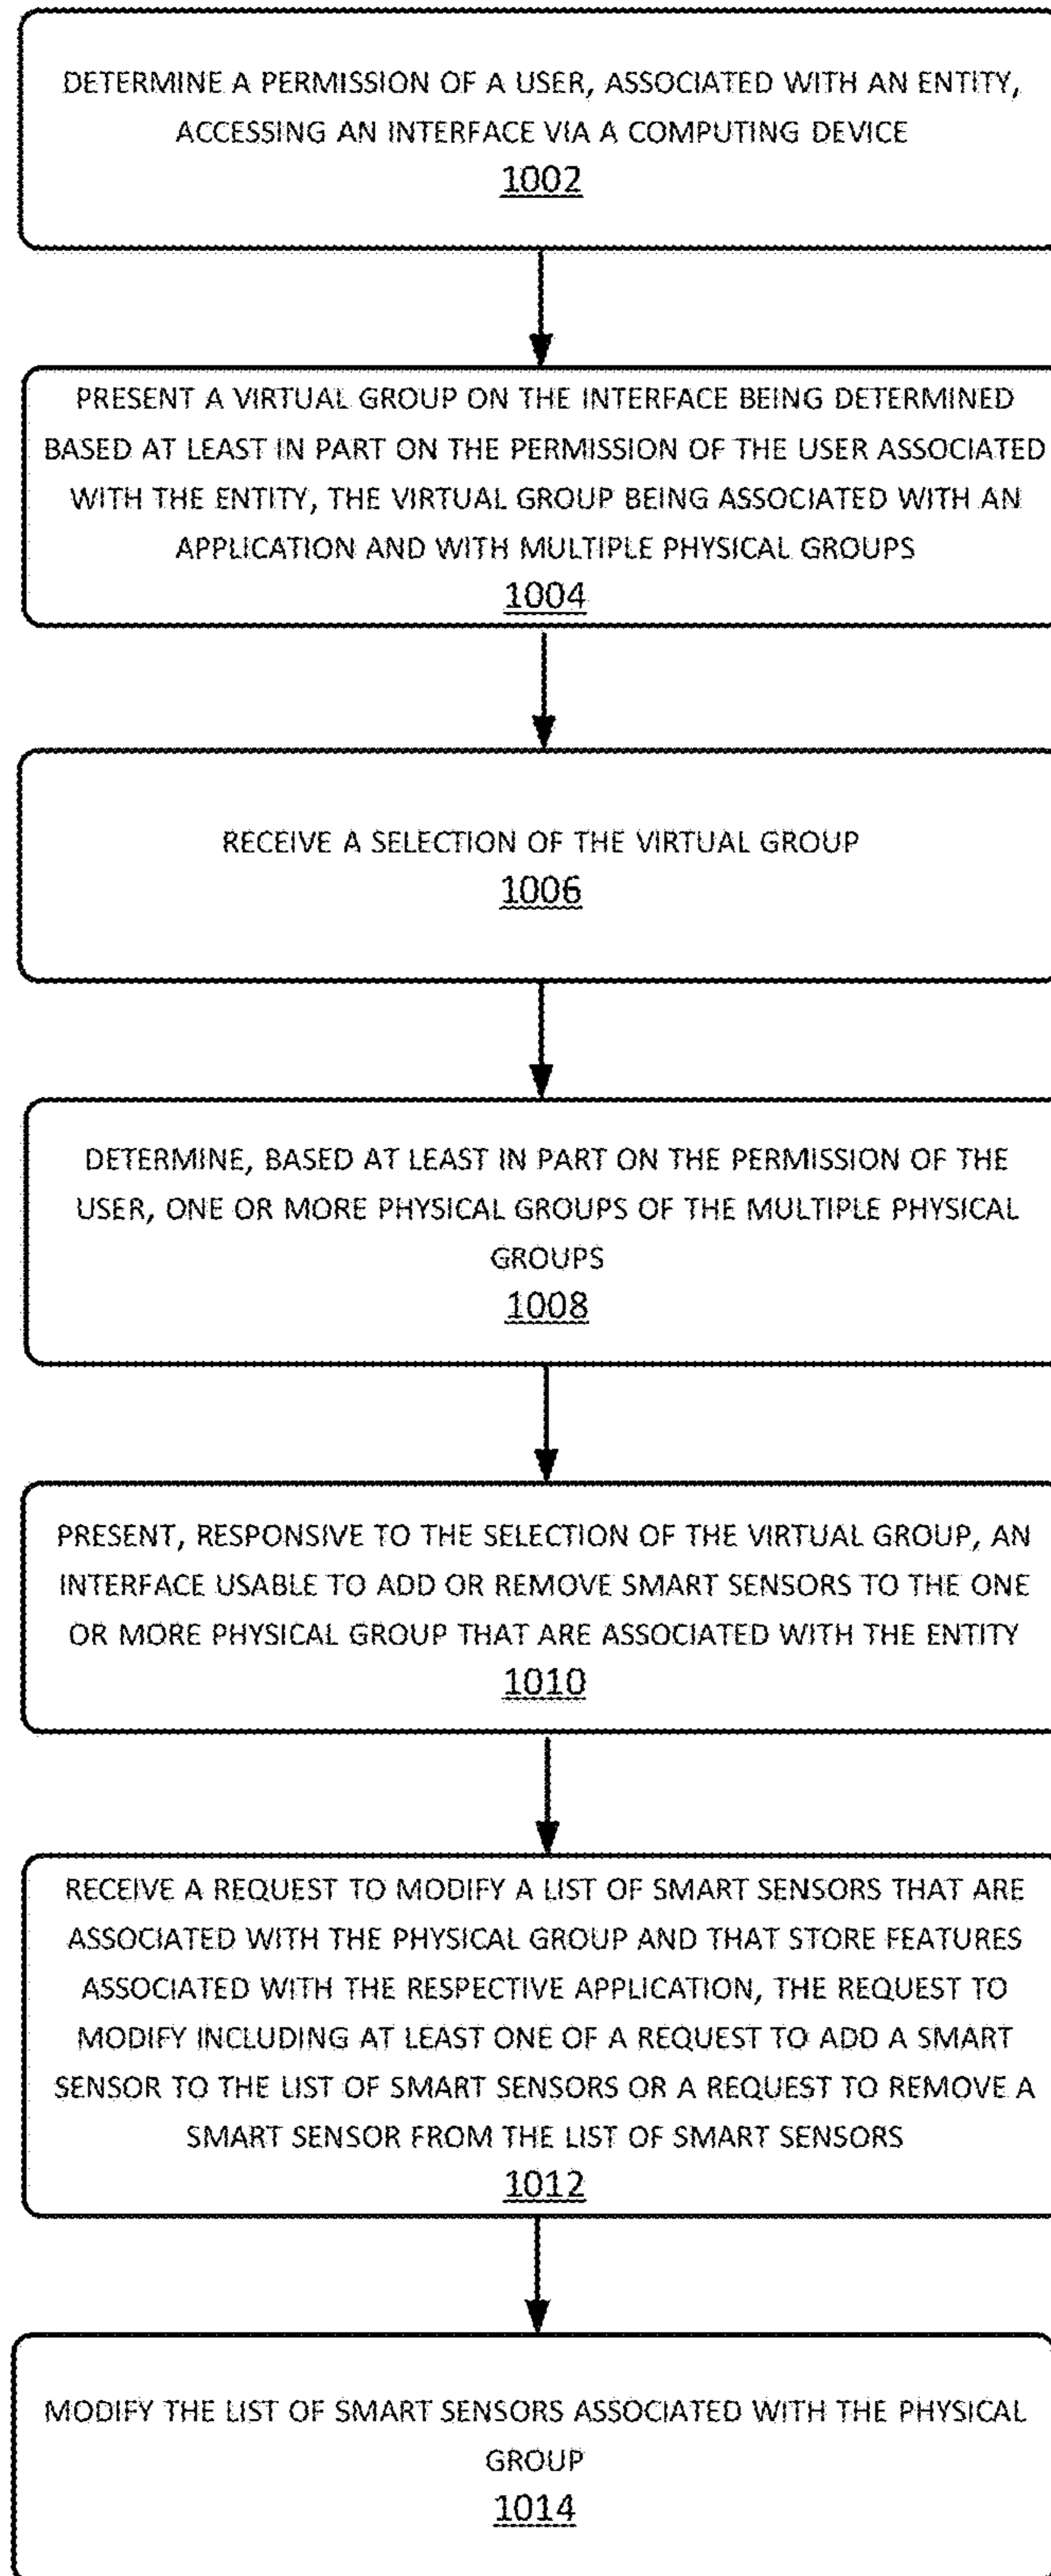 DETERMINE A PERMISSION OF A USER, ASSOCIATED WITH AN ENTITY,
ACCESSING AN INTERFACE VIA A COMPUTING DEVICE
1002
PRESENT A VIRTUAL GROUP ON THE INTERFACE BEING DETERMINED
BASED AT LEAST IN PART ON THE PERMISSION OF THE USER ASSOCIATED
WITH THE ENTITY, THE VIRTUAL GROUP BEING ASSOCIATED WITH AN
APPLICATION AND WITH MULTIPLE PHYSICAL GROUPS
1004
RECEIVE A SELECTION OF THE VIRTUAL GROUP
1006
DETERMINE, BASED AT LEAST IN PART ON THE PERMISSION OF THE
USER, ONE OR MORE PHYSICAL GROUPS OF THE MULTIPLE PHYSICAL
GROUPS
1008
PRESENT, RESPONSIVE TO THE SELECTION OF THE VIRTUAL GROUP, AN
INTERFACE USABLE TO ADD OR REMOVE SMART SENSORS TO THE ONE
OR MORE PHYSICAL GROUP THAT ARE ASSOCIATED WITH THE ENTITY
1010
RECEIVE A REQUEST TO MODIFY A LIST OF SMART SENSORS THAT ARE
ASSOCIATED WITH THE PHYSICAL GROUP AND THAT STORE FEATURES
ASSOCIATED WITH THE RESPECTIVE APPLICATION, THE REQUEST TO
MODIFY INCLUDING AT LEAST ONE OF A REQUEST TO ADD A SMART
SENSOR TO THE LIST OF SMART SENSORS OR A REQUEST TO REMOVE A
SMART SENSOR FROM THE LIST OF SMART SENSORS
1012
MODIFY THE LIST OF SMART SENSORS ASSOCIATED WITH THE PHYSICAL
GROUP
1014